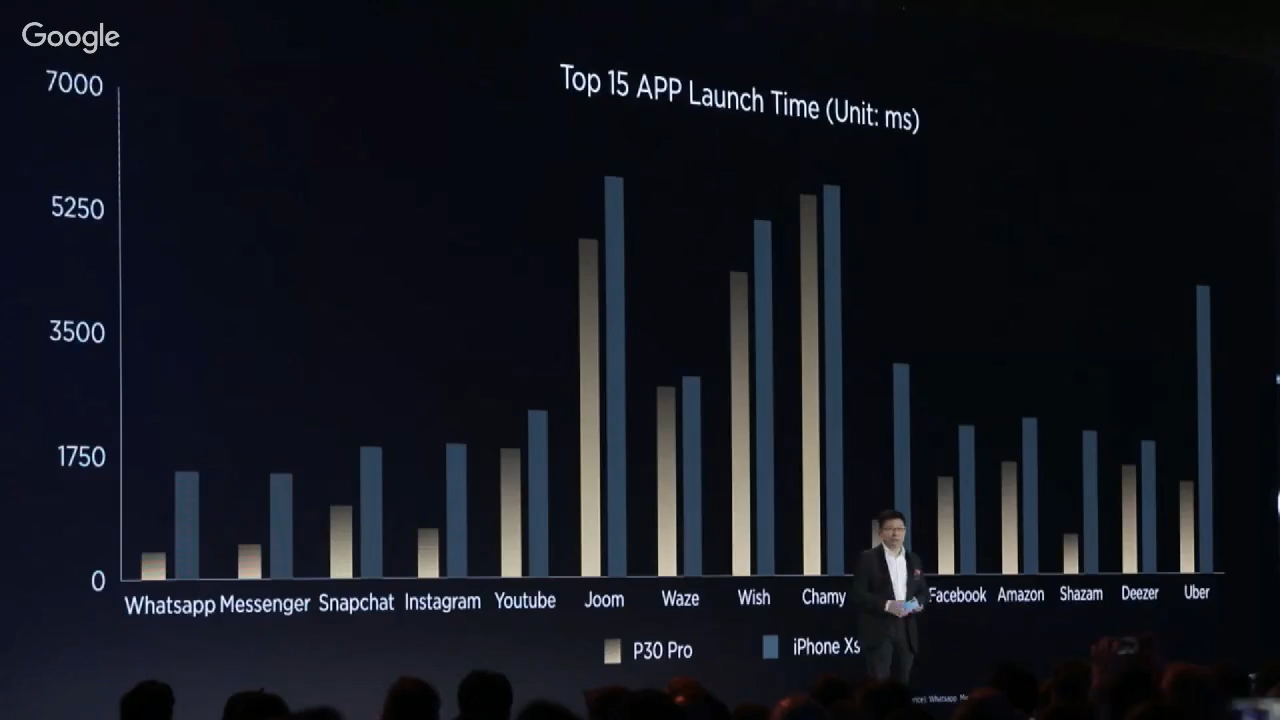 Google
Top 15 APP Launch Time (Unit: ms)
7000
5250
3500
1750
0
Whatsapp Messenger Snapchat Instagram Youtube Joom Waze Wish Chamy Facebook Amazon Shazam Deezer Uber
P30 Pro iPhone Xs
Whatsapp